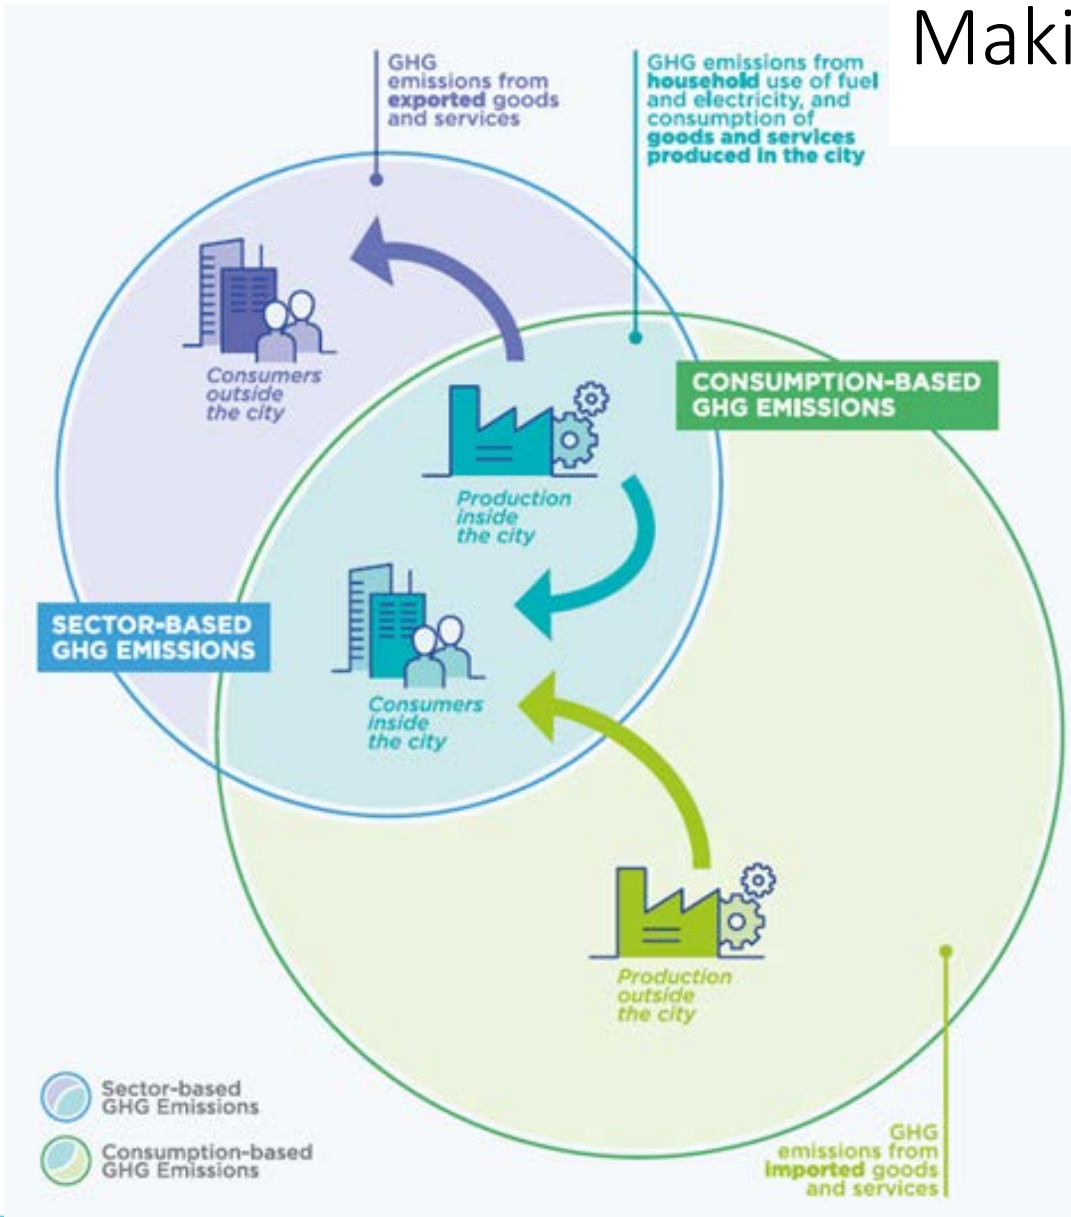 Maki
GHG
emissions from
exported goods
and services
GHG emissions from
household use of fuel
and electricity, and
consumption of
goods and services
produced in the city
Consumers
outside
the city
CONSUMPTION-BASED
GHG EMISSIONS
Production
inside
the city
SECTOR-BASED
GHG EMISSIONS
Consumers
inside
the city
Production
outside
the city
Sector-based
GHG Emissions
Consumption-based
GHG Emissions
GHG
emissions from
imported goods
and services